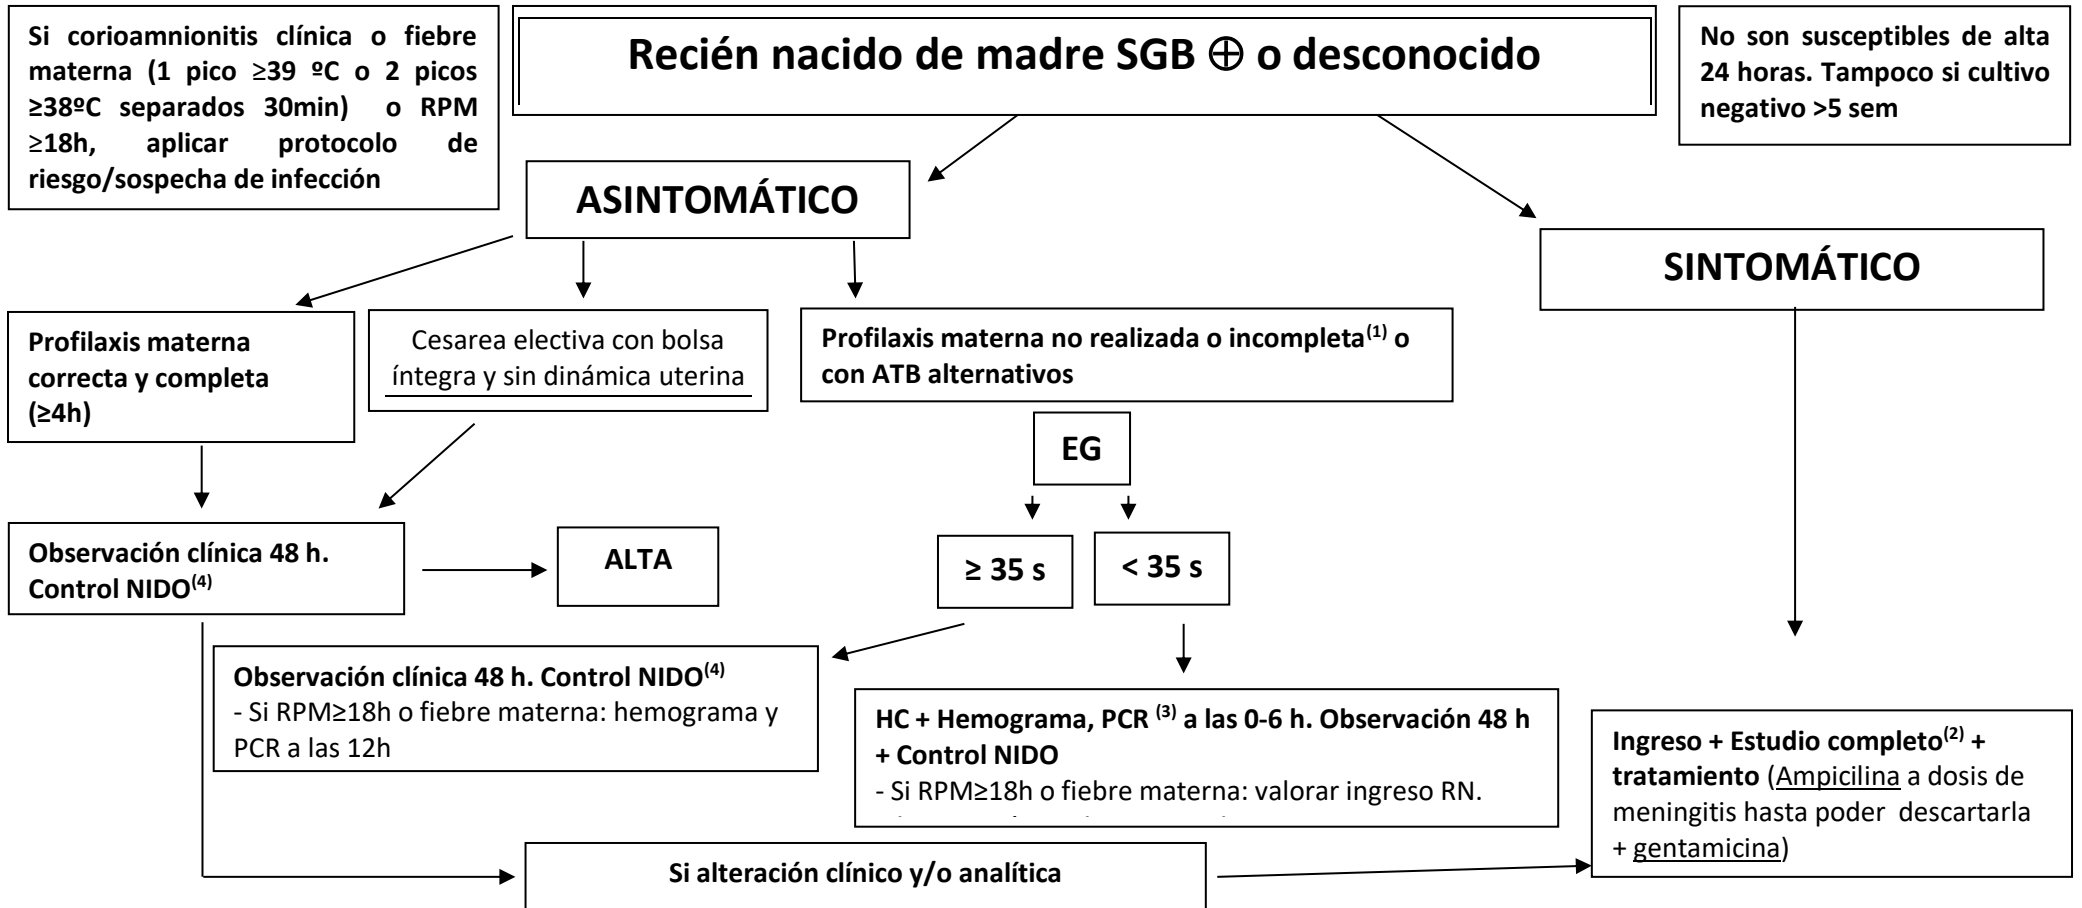 Si corioamnionitis clínica o fiebre
materna (1 pico ≥39 ºC o 2 picos
≥38ºC separados 30min) o RPM
≥18h, aplicar protocolo de
riesgo/sospecha de infección
Recién nacido de madre SGB ⊕ o desconocido
No son susceptibles de alta
24 horas. Tampoco si cultivo
negativo >5 sem
ASINTOMÁTICO
SINTOMÁTICO
Profilaxis materna
correcta y completa
(≥4h)
Cesarea electiva con bolsa
íntegra y sin dinámica uterina
Profilaxis materna no realizada o incompleta(1) o
con ATB alternativos
EG
≥ 35 s
< 35 s
Observación clínica 48 h.
Control NIDO(4)
ALTA
Observación clínica 48 h. Control NIDO(4)
- Si RPM≥18h o fiebre materna: hemograma y
PCR a las 12h
HC + Hemograma, PCR (3) a las 0-6 h. Observación 48 h
+ Control NIDO
- Si RPM≥18h o fiebre materna: valorar ingreso RN.
Ingreso + Estudio completo(2) +
tratamiento (Ampicilina a dosis de
meningitis hasta poder descartarla
+ gentamicina)
Si alteración clínico y/o analítica